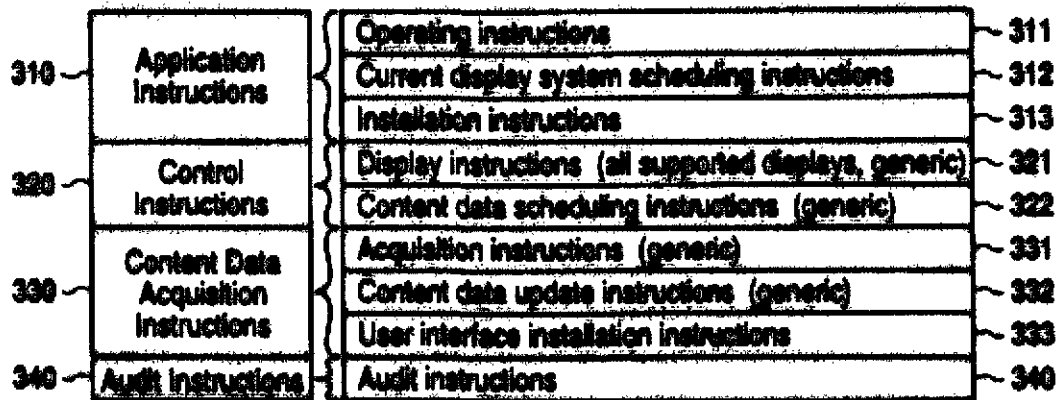 310
Application
Instructions
Operating instructions
311
Current display system scheduling instructions
312
Installation instructions
313
320
Control
Instructions
Display instructions (all supported displays, generic)
321
Content data scheduling instructions (generic)
322
330
Content Data
Acquisition
Instructions
Acquisition instructions (generic)
331
Content data update instructions (generic)
332
User interface installation instructions
333
340
Audit Instructions
Audit instructions
340